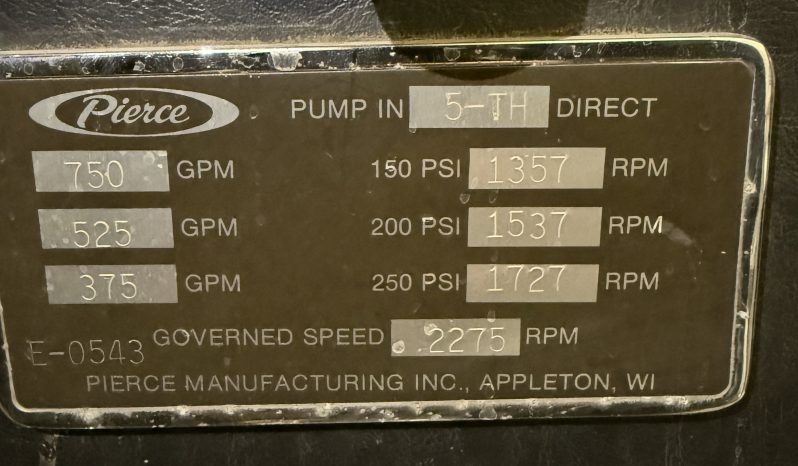 Pierce PUMP IN 5-TH DIRECT
750 GPM 150 PSI 1357 RPM
525 GPM 200 PSI 1537 RPM
375 GPM 250 PSI 1727 RPM
E-0543 GOVERNED SPEED 2275 RPM
PIERCE MANUFACTURING INC., APPLETON, WI